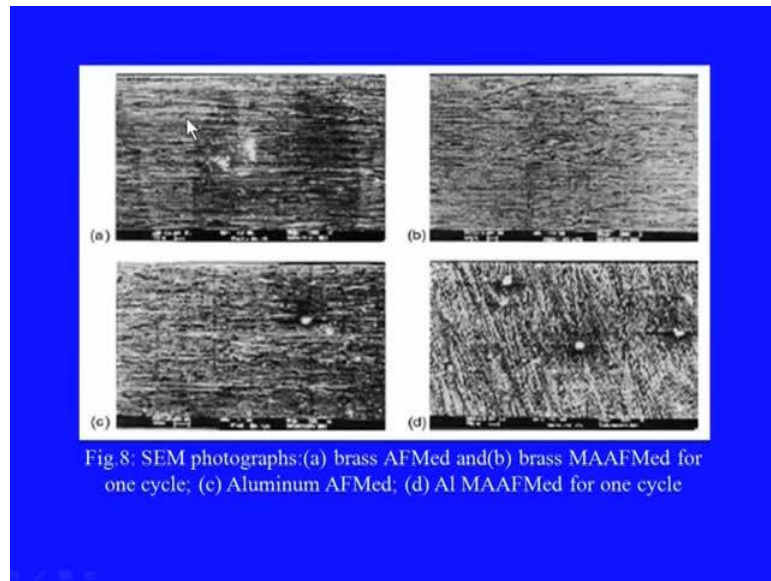 (a)
(b)
(c)
(d)
Fig.8: SEM photographs:(a) brass AFMed and(b) brass MAAFMed for
one cycle; (c) Aluminum AFMed; (d) Al MAAFMed for one cycle